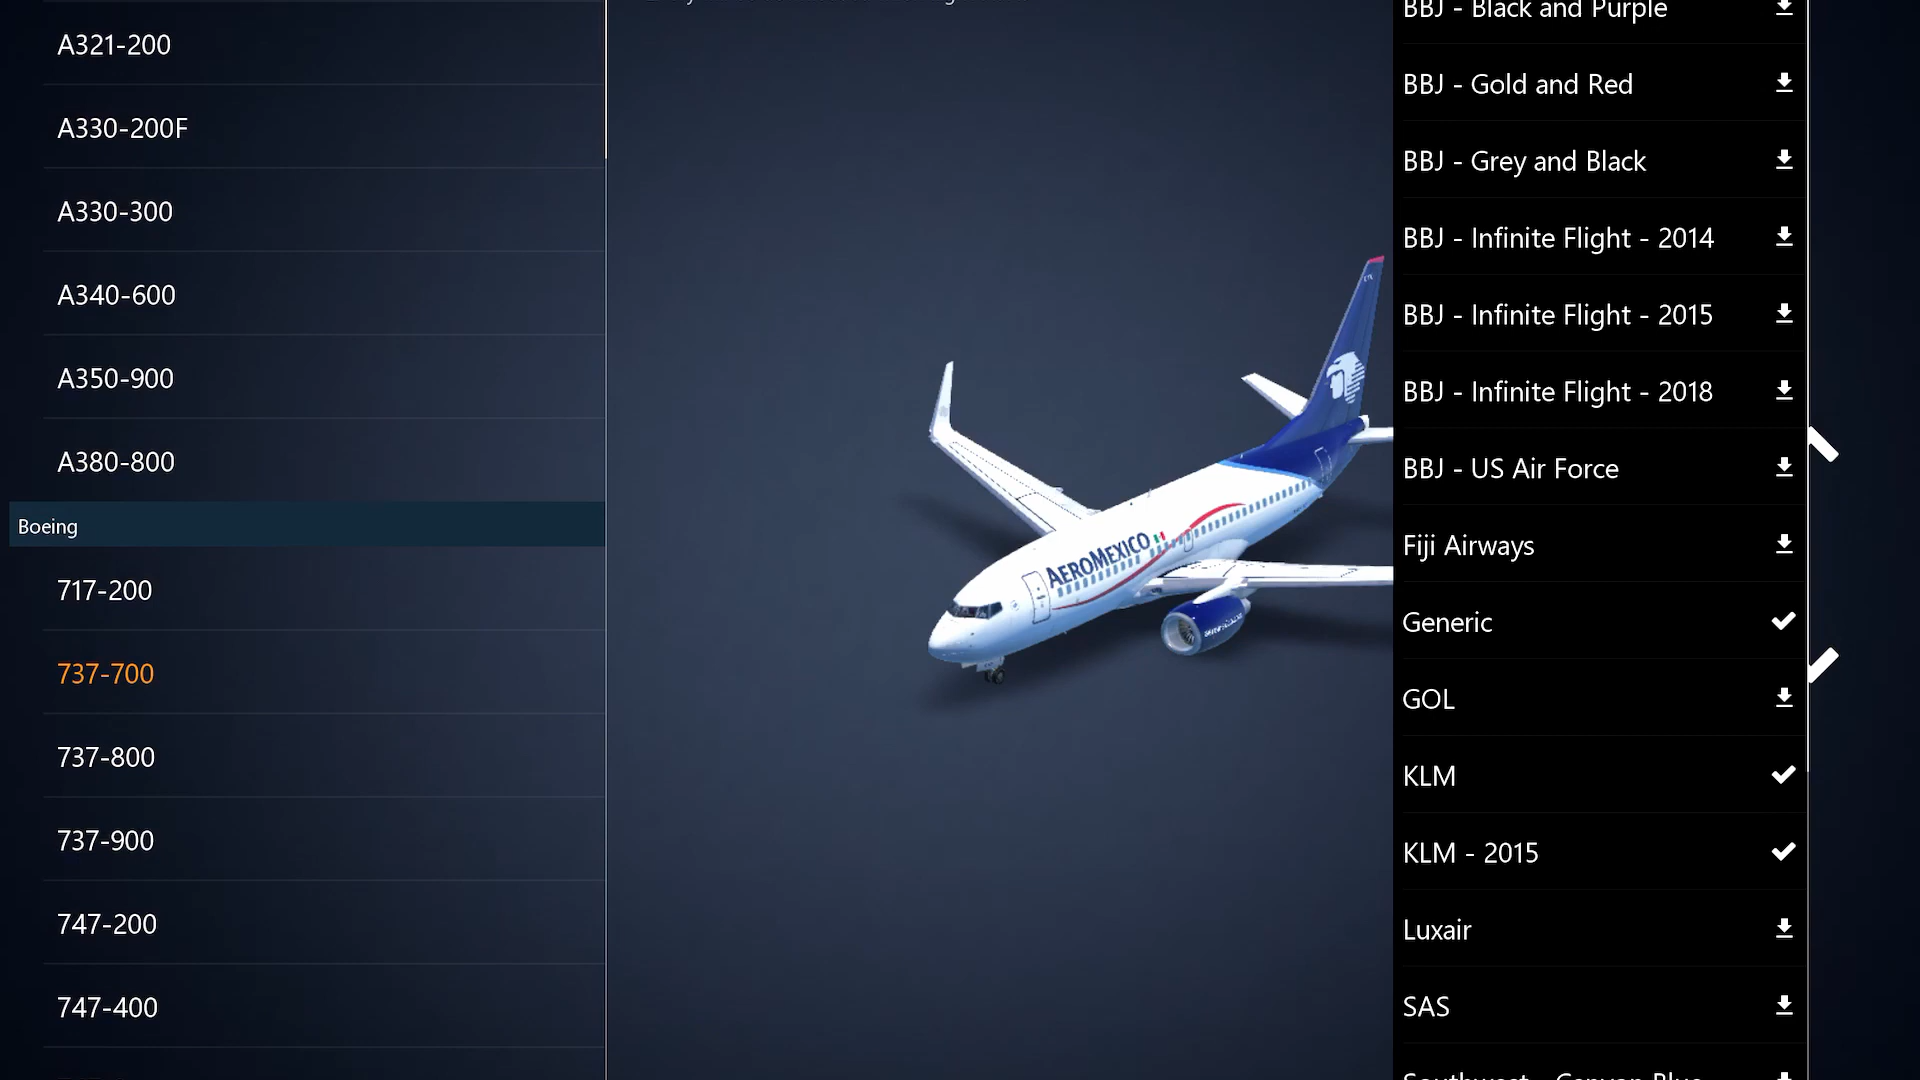 A321-200
A330-200F
A330-300
A340-600
A350-900
A380-800
Boeing
717-200
737-700
737-800
737-900
747-200
747-400
AEROMEXICO
BBJ - Black and Purple
BBJ - Gold and Red
BBJ - Grey and Black
BBJ - Infinite Flight - 2014
BBJ - Infinite Flight - 2015
BBJ - Infinite Flight - 2018
BBJ - US Air Force
Fiji Airways
Generic
GOL
KLM
KLM - 2015
Luxair
SAS
Southwest - Canyon Blue